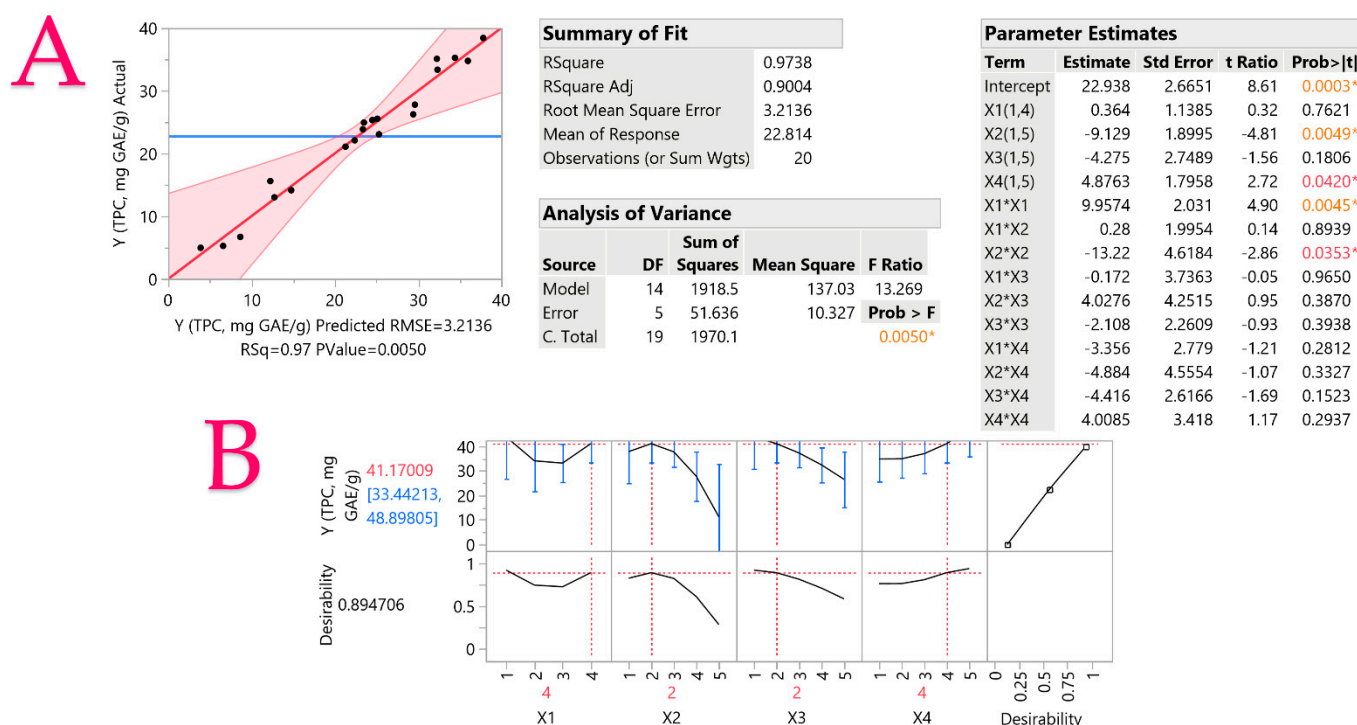 A
Y (TPC, mg GAE/g) Actual
40
30
20
10
0
0 10 20 30 40
Y (TPC, mg GAE/g) Predicted RMSE=3.2136
RSq=0.97 PValue=0.0050
Summary of Fit
RSquare 0.9738
RSquare Adj 0.9004
Root Mean Square Error 3.2136
Mean of Response 22.814
Observations (or Sum Wgts) 20
Analysis of Variance
Sum of
Source DF Squares Mean Square F Ratio
Model 14 1918.5 137.03 13.269
Error 5 51.636 10.327 Prob > F
C. Total 19 1970.1 0.0050*
Parameter Estimates
Term Estimate Std Error t Ratio Prob>|t|
Intercept 22.938 2.6651 8.61 0.0003*
X1(1,4) 0.364 1.1385 0.32 0.7621
X2(1,5) -9.129 1.8995 -4.81 0.0049*
X3(1,5) -4.275 2.7489 -1.56 0.1806
X4(1,5) 4.8763 1.7958 2.72 0.0420*
X1*X1 9.9574 2.031 4.90 0.0045*
X1*X2 0.28 1.9954 0.14 0.8939
X2*X2 -13.22 4.6184 -2.86 0.0353*
X1*X3 -0.172 3.7363 -0.05 0.9650
X2*X3 4.0276 4.2515 0.95 0.3870
X3*X3 -2.108 2.2609 -0.93 0.3938
X1*X4 -3.356 2.779 -1.21 0.2812
X2*X4 -4.884 4.5554 -1.07 0.3327
X3*X4 -4.416 2.6166 -1.69 0.1523
X4*X4 4.0085 3.418 1.17 0.2937
B
Y (TPC, mg
GAE/g)
41.17009
[33.44213,
48.89805]
40
30
20
10
0
Desirability
0.894706
1
0.5
0
1 2 3 4 1 2 3 4 5 1 2 3 4 5 1 2 3 4 5 0 0.25 0.5 0.75 1
4 2 2 4
X1 X2 X3 X4 Desirability